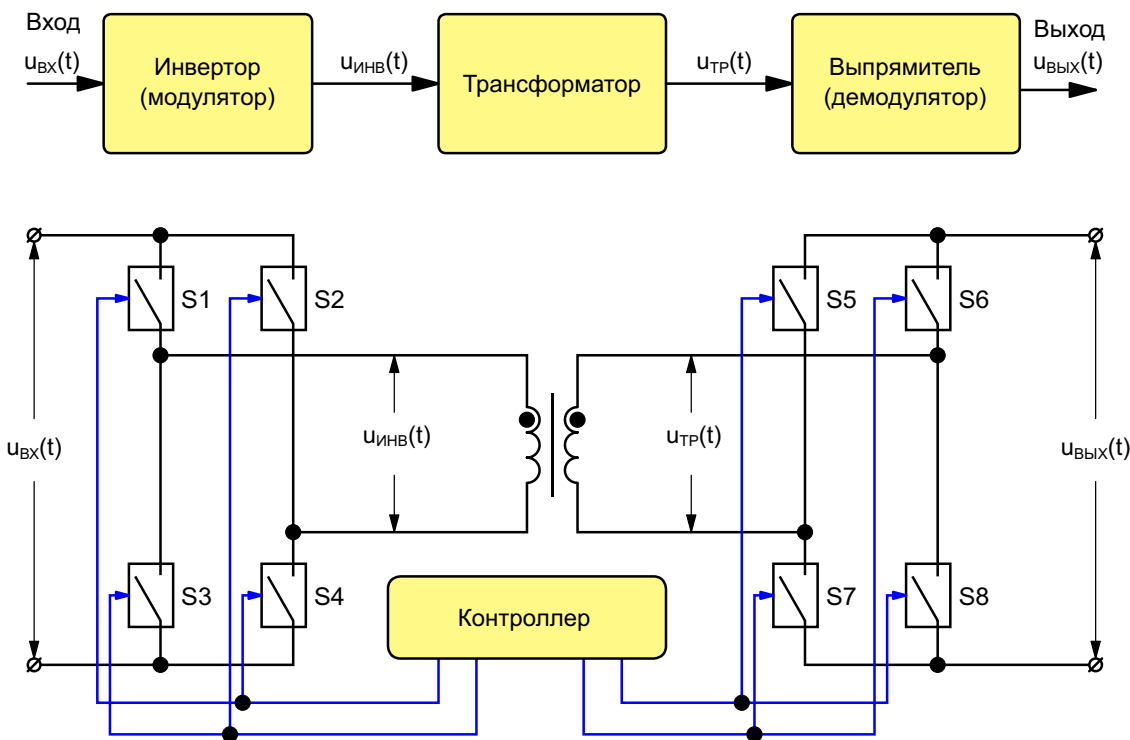 Вход
uВХ(t)
Инвертор
(модулятор)
uИНВ(t)
Трансформатор
uТР(t)
Выпрямитель
(демодулятор)
Выход
uВЫХ(t)
S1
S2
S5
S6
uВХ(t)
uИНВ(t)
uТР(t)
uВЫХ(t)
S3
S4
Контроллер
S7
S8